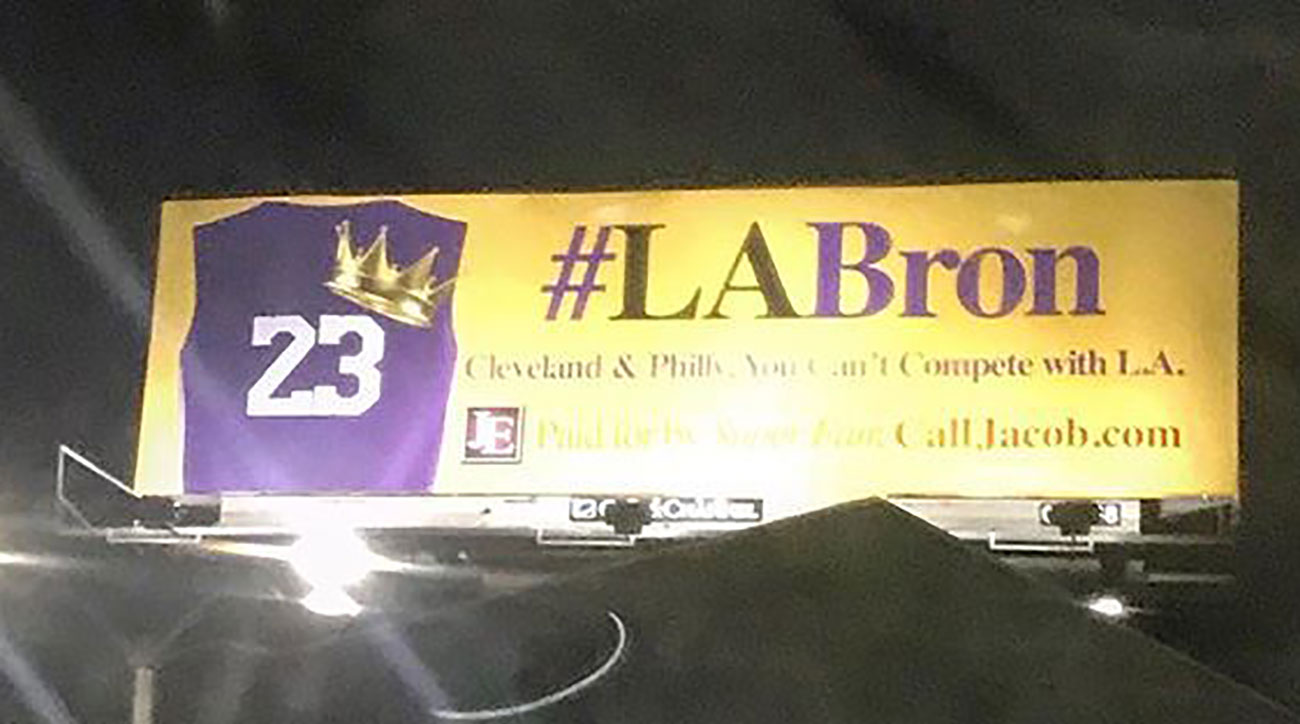 #LABron
23
Cleveland & Philly, You Can't Compete with L.A.
JE Paid for by Super Fan: CallJacob.com